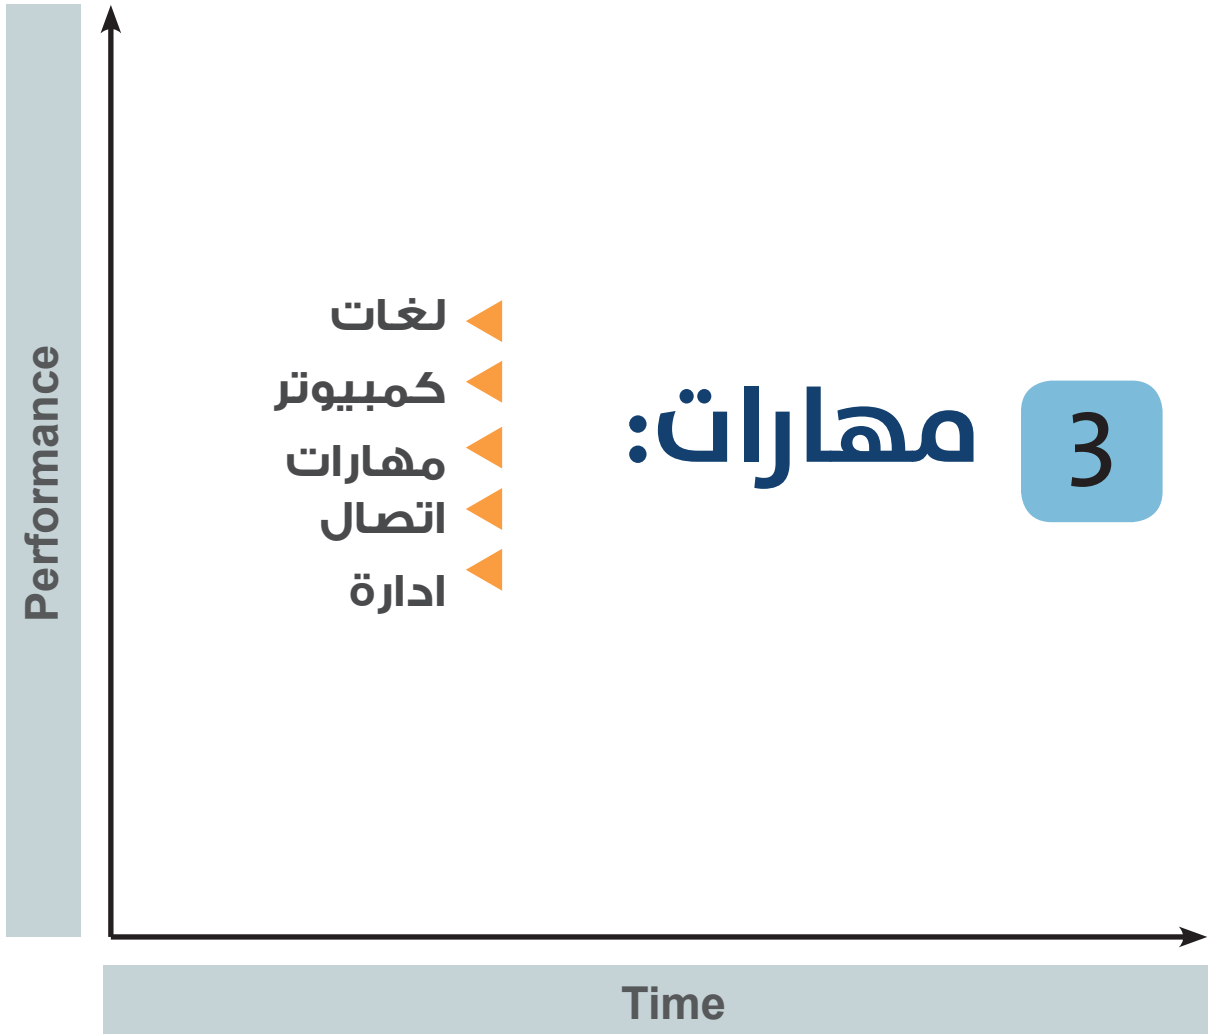 Performance
3
مهارات:
لغات
كمبيوتر
مهارات
اتصال
ادارة
Time